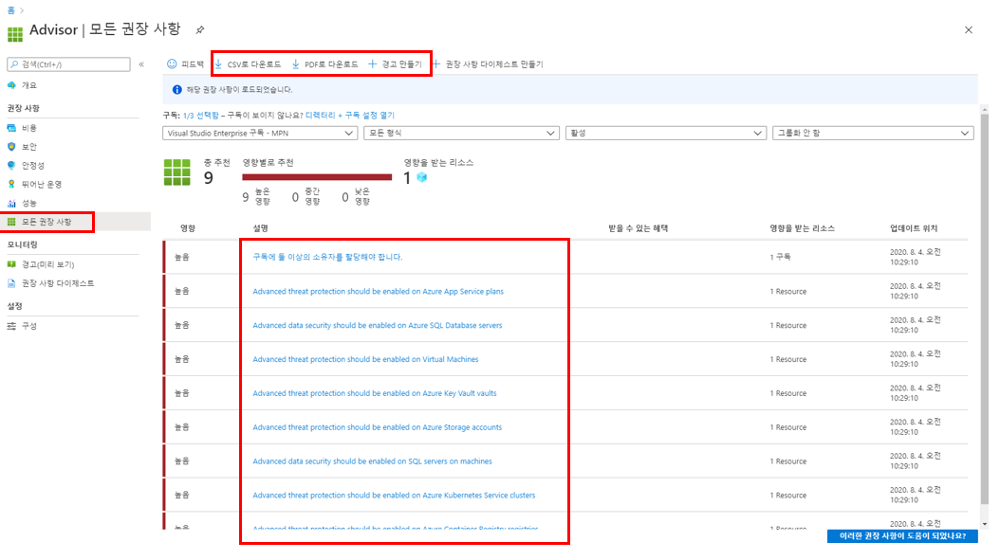 홈 >
Advisor | 모든 권장 사항
검색(Ctrl+/)
«
개요
권장 사항
비용
보안
안정성
뛰어난 운영
성능
모든 권장 사항
모니터링
경고(미리 보기)
권장 사항 다이제스트
설정
구성
피드백
CSV로 다운로드
PDF로 다운로드
경고 만들기
권장 사항 다이제스트 만들기
해당 권장 사항이 로드되었습니다.
구독: 1/3 선택함 – 구독이 보이지 않나요? 디렉터리 + 구독 설정 열기
Visual Studio Enterprise 구독 - MPN
모든 형식
활성
그룹화 안 함
총 추천
9
영향별로 추천
9 높은 영향
0 중간 영향
0 낮은 영향
영향을 받는 리소스
1
영향 설명 받을 수 있는 혜택 영향을 받는 리소스 업데이트 위치
높음 구독에 둘 이상의 소유자를 할당해야 합니다. 1 구독 2020. 8. 4. 오전 10:29:10
높음 Advanced threat protection should be enabled on Azure App Service plans 1 Resource 2020. 8. 4. 오전 10:29:10
높음 Advanced data security should be enabled on Azure SQL Database servers 1 Resource 2020. 8. 4. 오전 10:29:10
높음 Advanced threat protection should be enabled on Virtual Machines 1 Resource 2020. 8. 4. 오전 10:29:10
높음 Advanced threat protection should be enabled on Azure Key Vault vaults 1 Resource 2020. 8. 4. 오전 10:29:10
높음 Advanced threat protection should be enabled on Azure Storage accounts 1 Resource 2020. 8. 4. 오전 10:29:10
높음 Advanced data security should be enabled on SQL servers on machines 1 Resource 2020. 8. 4. 오전 10:29:10
높음 Advanced threat protection should be enabled on Azure Kubernetes Service clusters 1 Resource 2020. 8. 4. 오전 10:29:10
높음 Advanced threat protection should be enabled on Azure Container Registry registries 1 Resource 2020. 8. 4. 오전
이러한 권장 사항이 도움이 되었나요?